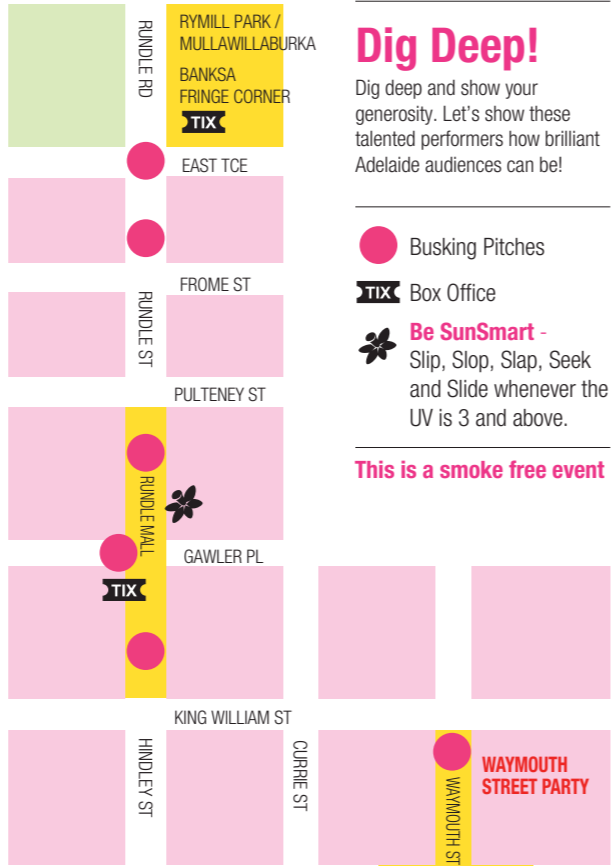 RUNDLE RD
RYMILL PARK /
MULLAWILLABURKA
BANKSA
FRINGE CORNER
TIX
EAST TCE
FROME ST
RUNDLE ST
PULTENEY ST
RUNDLE MALL
GAWLER PL
TIX
KING WILLIAM ST
HINDLEY ST
CURRIE ST
WAYMOUTH ST
WAYMOUTH
STREET PARTY
Dig Deep!
Dig deep and show your
generosity. Let’s show these
talented performers how brilliant
Adelaide audiences can be!
Busking Pitches
TIX Box Office
Be SunSmart -
Slip, Slop, Slap, Seek
and Slide whenever the
UV is 3 and above.
This is a smoke free event